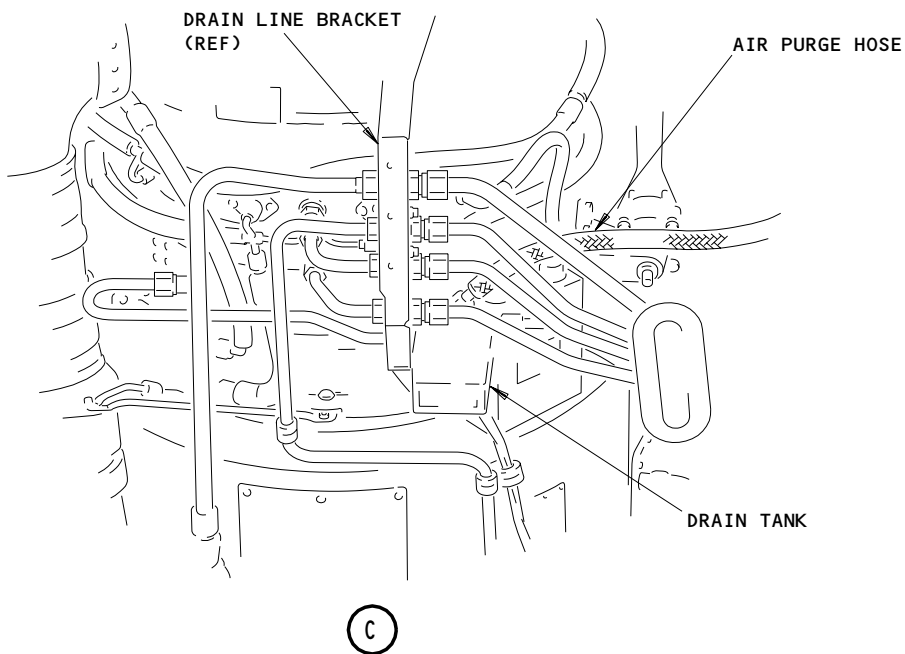 DRAIN LINE BRACKET
(REF)
AIR PURGE HOSE
DRAIN TANK
C